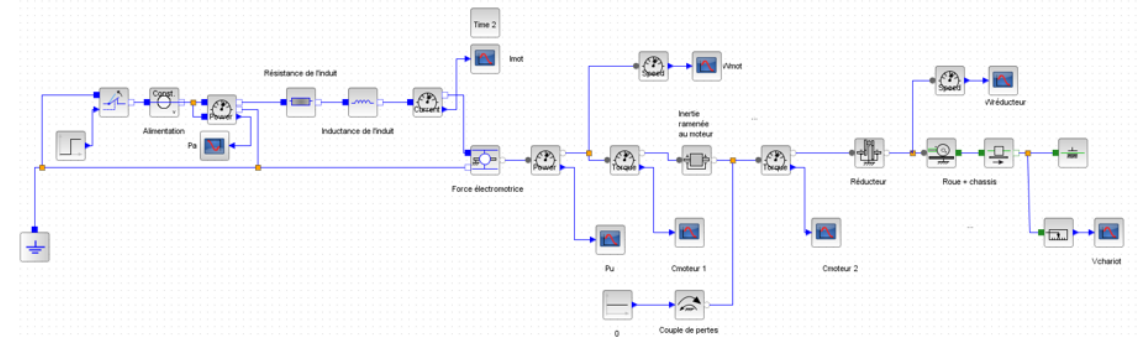 Time 2
Imot
Résistance de l'induit
Const.
Power
Current
Alimentation
Inductance de l'induit
Pa
Speed
Wmot
Speed
Wréducteur
Inertie
ramenée
au moteur
...
Power
Torque
Torque
Force électromotrice
Réducteur
Roue + chassis
...
Pu
Cmoteur 1
Cmoteur 2
Vchariot
0
Couple de pertes